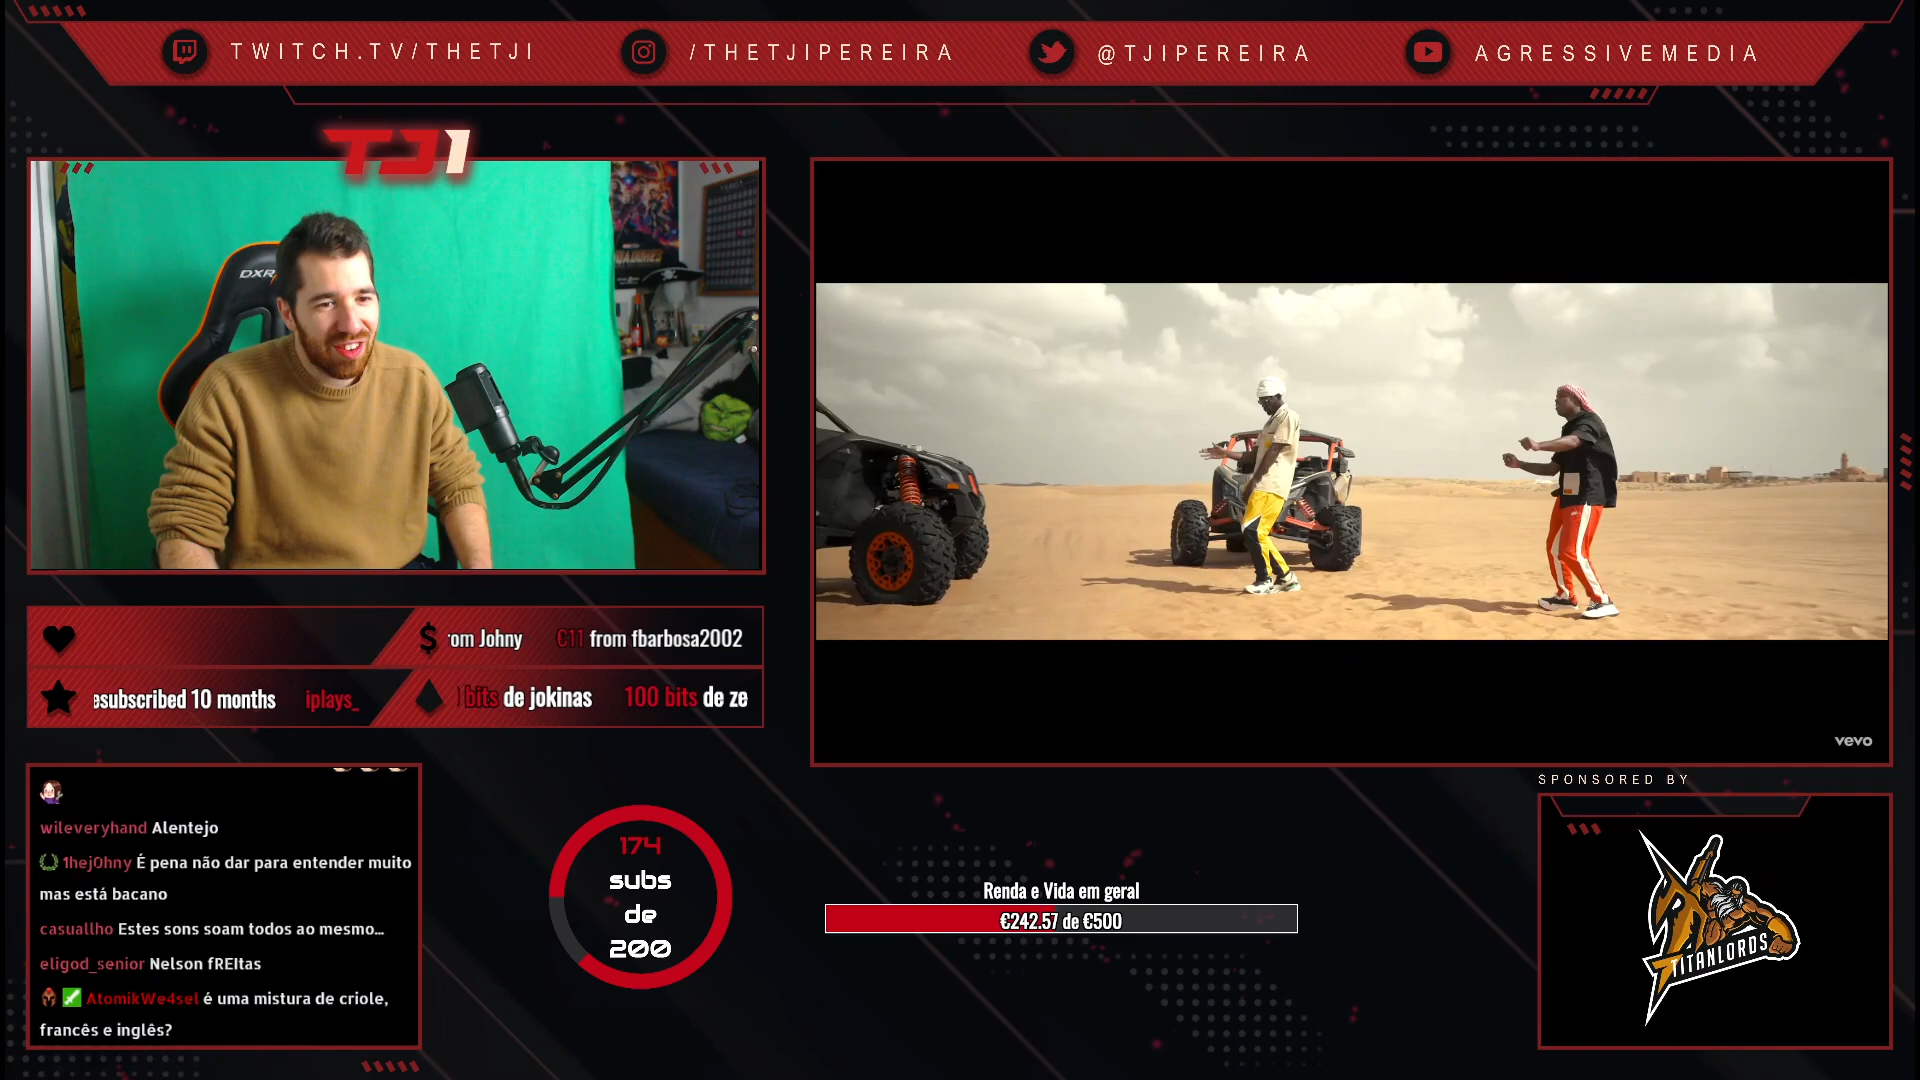 TWITCH.TV/THETJI
/THETJIPEREIRA
@TJIPEREIRA
AGRESSIVEMEDIA
TJ1
DXR
vevo
om Johny €11 from fbarbosa2002
esubscribed 10 months iplays_
bits de jokinas 100 bits de ze
wileveryhand Alentejo
1hej0hny É pena não dar para entender muito
mas está bacano
casuallho Estes sons soam todos ao mesmo...
eligod_senior Nelson fREItas
AtomikWe4sel é uma mistura de criole,
francês e inglês?
174
subs
de
200
Renda e Vida em geral
€242.57 de €500
SPONSORED BY
TITANLORDS